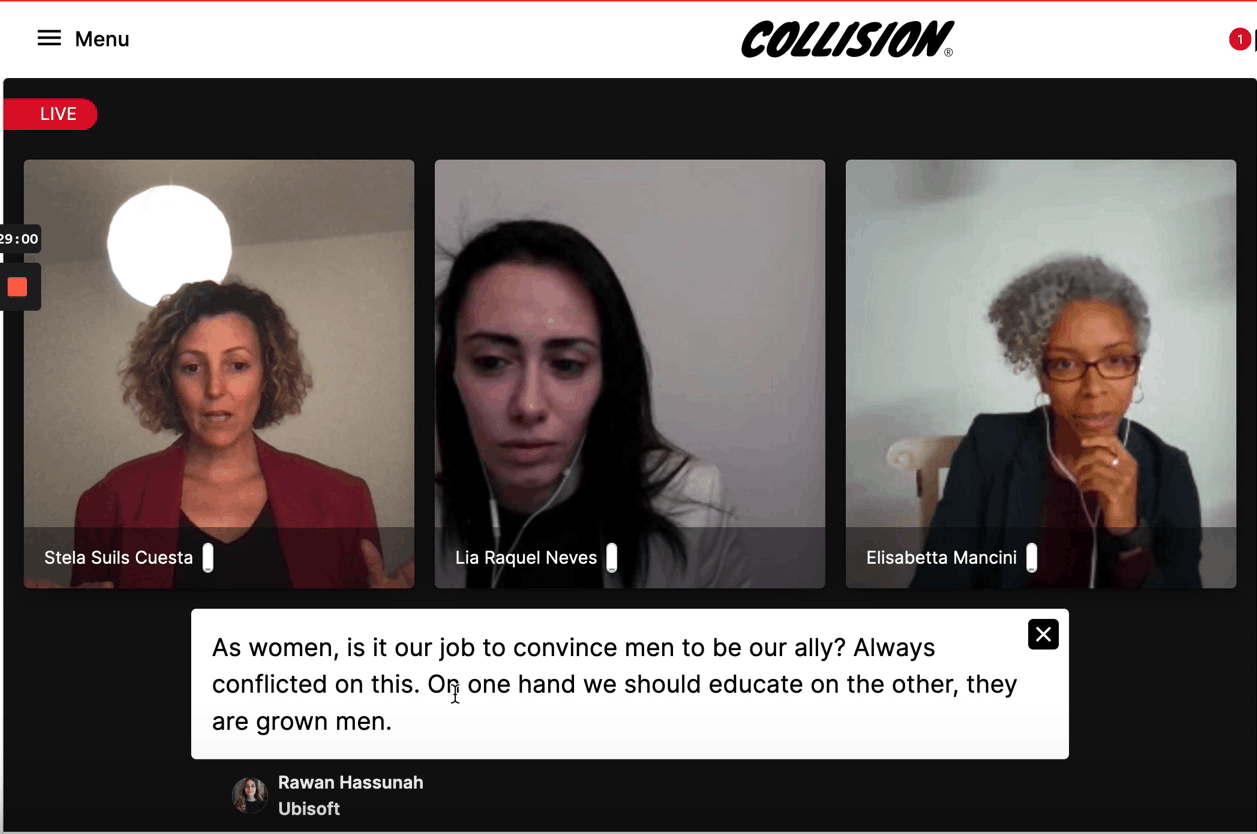 Menu
COLLISION®
1
LIVE
29:00
Stela Suils Cuesta
Lia Raquel Neves
Elisabetta Mancini
As women, is it our job to convince men to be our ally? Always
conflicted on this. On one hand we should educate on the other, they
are grown men.
Rawan Hassunah
Ubisoft